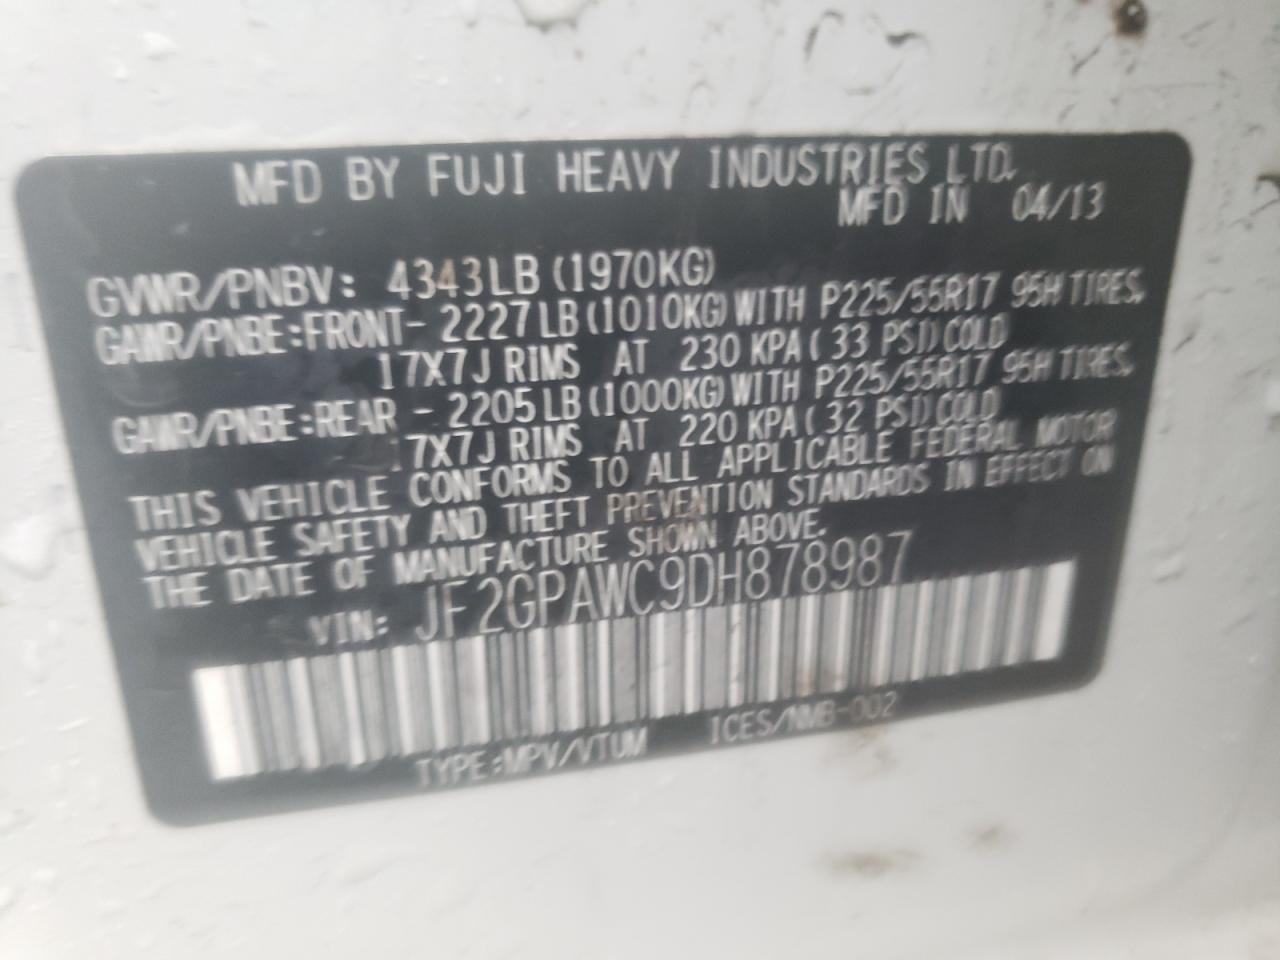 MFD BY FUJI HEAVY INDUSTRIES LTD.
MFD IN 04/13
GVWR/PNBV: 4343LB (1970KG)
GAWR/PNBE:FRONT- 2227LB(1010KG)WITH P225/55R17 95H TIRES,
17X7J RIMS AT 230 KPA(33 PSI)COLD
GAWR/PNBE:REAR - 2205LB(1000KG)WITH P225/55R17 95H TIRES,
17X7J RIMS AT 220 KPA(32 PSI)COLD
THIS VEHICLE CONFORMS TO ALL APPLICABLE FEDERAL MOTOR
VEHICLE SAFETY AND THEFT PREVENTION STANDARDS IN EFFECT ON
THE DATE OF MANUFACTURE SHOWN ABOVE.
VIN: JF2GPAWC9DH878987
TYPE:MPV/VTUM ICES/NMB-002